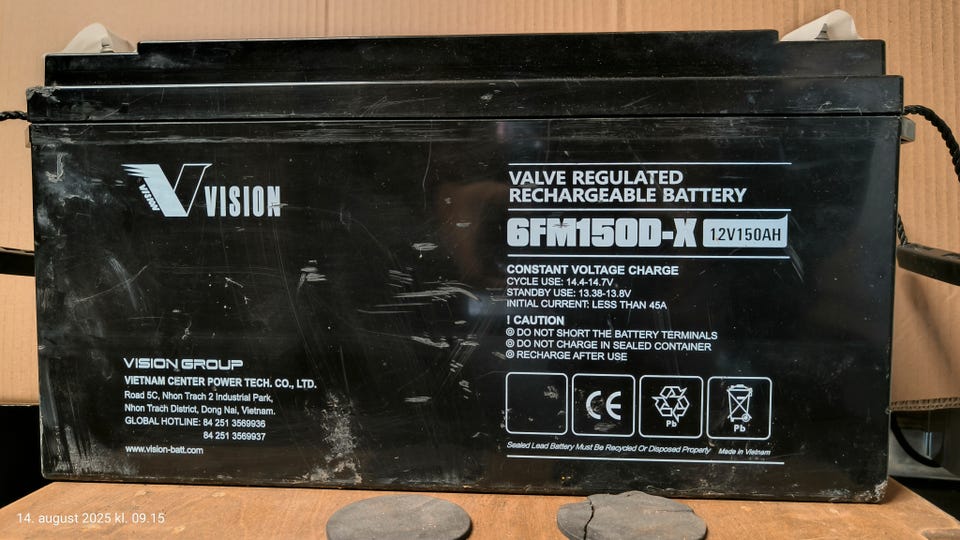 VISION
VISION
VALVE REGULATED
RECHARGEABLE BATTERY
6FM150D-X 12V150AH
CONSTANT VOLTAGE CHARGE
CYCLE USE: 14.4-14.7V
STANDBY USE: 13.38-13.8V
INITIAL CURRENT: LESS THAN 45A
! CAUTION
◎ DO NOT SHORT THE BATTERY TERMINALS
◎ DO NOT CHARGE IN SEALED CONTAINER
◎ RECHARGE AFTER USE
CE
Pb
Pb
Sealed Lead Battery Must Be Recycled Or Disposed Properly Made in Vietnam
VISION GROUP
VIETNAM CENTER POWER TECH. CO., LTD.
Road 5C, Nhon Trach 2 Industrial Park,
Nhon Trach District, Dong Nai, Vietnam.
GLOBAL HOTLINE: 84 251 3569936
84 251 3569937
www.vision-batt.com
14. august 2025 kl. 09.15